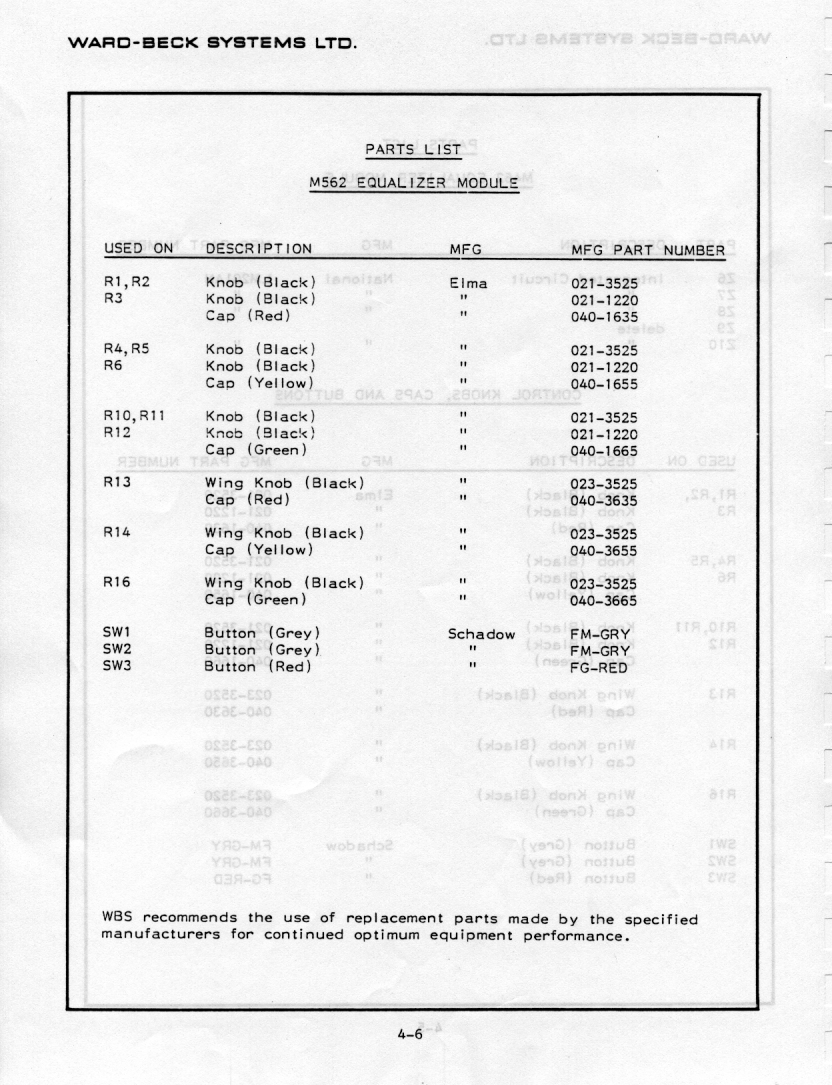 WARD-BECK SYSTEMS LTD.
PARTS LIST
M562 EQUALIZER MODULE
USED ON DESCRIPTION MFG MFG PART NUMBER
R1,R2 Knob (Black) Elma 021-3525
R3 Knob (Black) " 021-1220
Cap (Red) " 040-1635
R4,R5 Knob (Black) " 021-3525
R6 Knob (Black) " 021-1220
Cap (Yellow) " 040-1655
R10,R11 Knob (Black) " 021-3525
R12 Knob (Black) " 021-1220
Cap (Green) " 040-1665
R13 Wing Knob (Black) " 023-3525
Cap (Red) " 040-3635
R14 Wing Knob (Black) " 023-3525
Cap (Yellow) " 040-3655
R16 Wing Knob (Black) " 023-3525
Cap (Green) " 040-3665
SW1 Button (Grey) Schadow FM-GRY
SW2 Button (Grey) " FM-GRY
SW3 Button (Red) " FG-RED
WBS recommends the use of replacement parts made by the specified
manufacturers for continued optimum equipment performance.
4-6